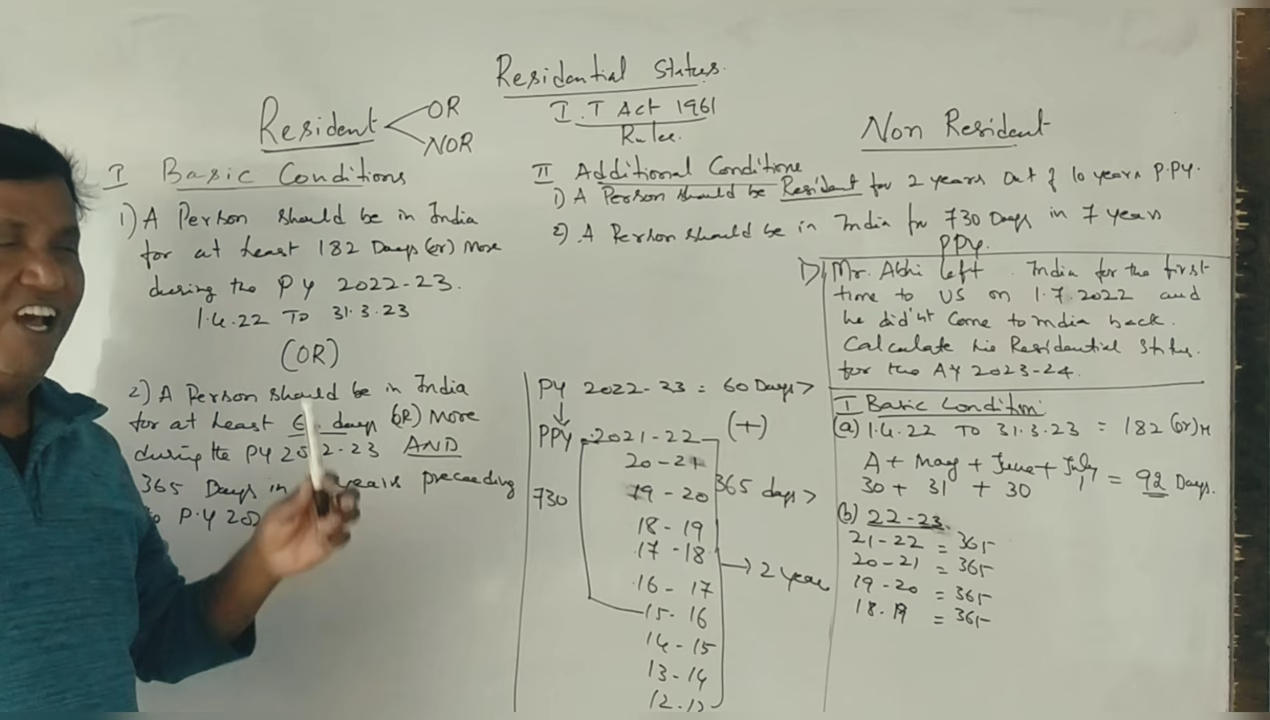 Residential Status.
I.T Act 1961
Rules.
Resident
OR
NOR
Non Resident
I Basic Conditions
1) A Person should be in India
for at least 182 Days (or) More
during the PY 2022-23.
1.4.22 TO 31.3.23
(OR)
2) A Person should be in India
for at least days (OR) More
during the PY 2022-23 AND
365 Days in years preceeding
P.Y
II Additional Conditions
1) A Person should be Resident for 2 years Out of 10 years P.PY.
2) A Person should be in India for 730 Days in 7 years
PPY.
PY 2022-23 = 60 Days >
(+)
PPY 2021-22
20-21
730 19-20 365 days >
18-19
17-18
→ 2 year
16-17
15-16
14-15
13-14
12-13
1) Mr. Abhi left India for the first
time to US on 1.7.2022 and
he did'nt Come to India back.
Calculate his Residential Status.
for the AY 2023-24.
I Basic Condition
(a) 1.4.22 TO 31.3.23 = 182 (or) M
A + May + June + July
30 + 31 + 30 1 = 92 Days.
(b) 22-23.
21-22 = 365
20-21 = 365
19-20 = 365
18.19 = 365